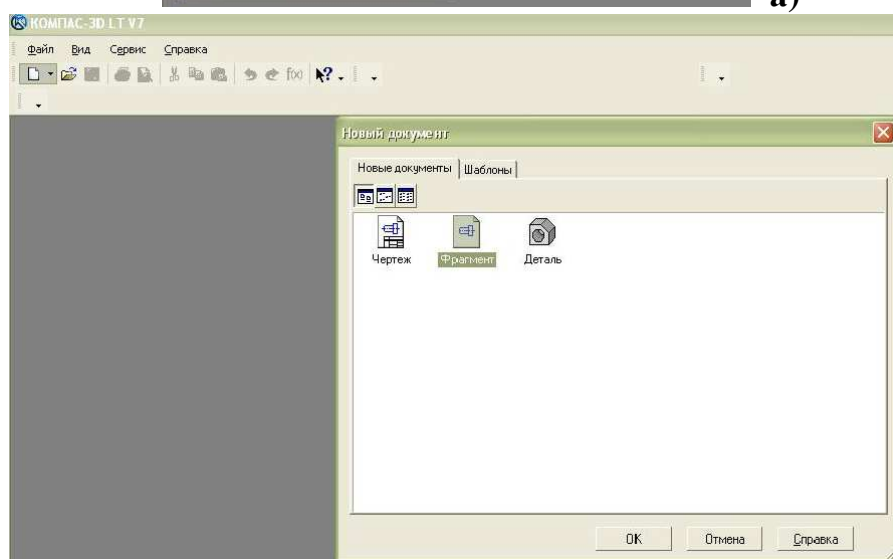 а)
КОМПАС-3D LT V7
Файл Вид Сервис Справка
f(x)
Новый документ
Новые документы Шаблоны
Чертеж Фрагмент Деталь
OK Отмена Справка